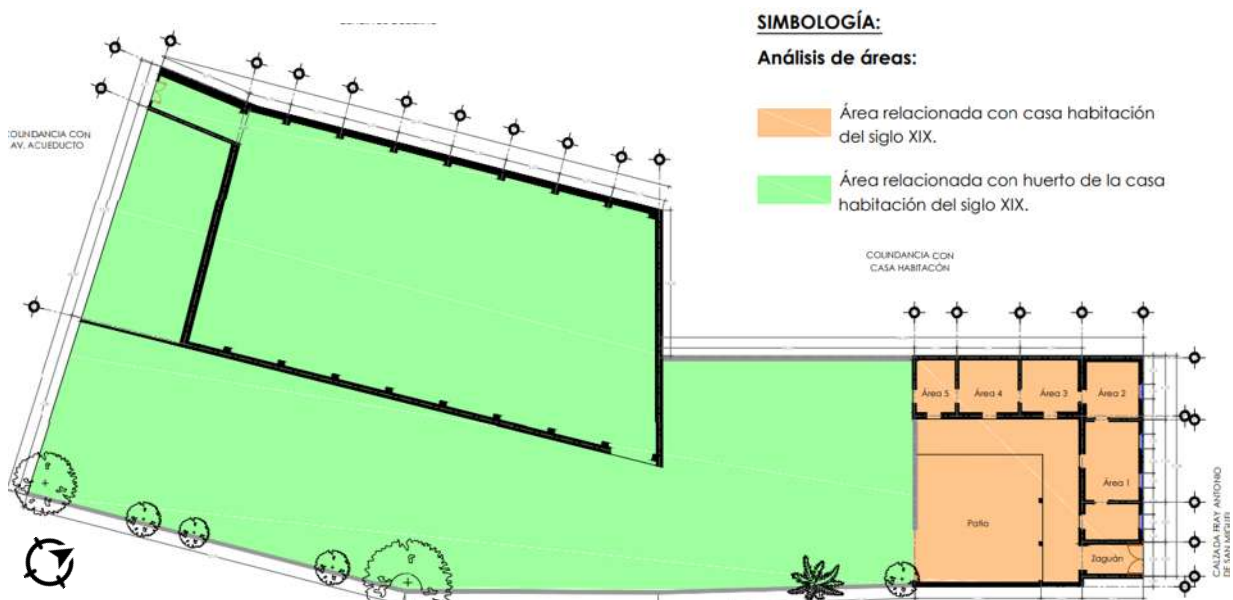 SIMBOLOGÍA:
Análisis de áreas:
Área relacionada con casa habitación
del siglo XIX.
Área relacionada con huerto de la casa
habitación del siglo XIX.
COLINDANCIA CON
AV. ACUEDUCTO
COLINDANCIA CON
CASA HABITACÓN
Área 5
Área 4
Área 3
Área 2
Área 1
Patio
Zaguán
CALZADA FRAY ANTONIO
DE SAN MIGUEL